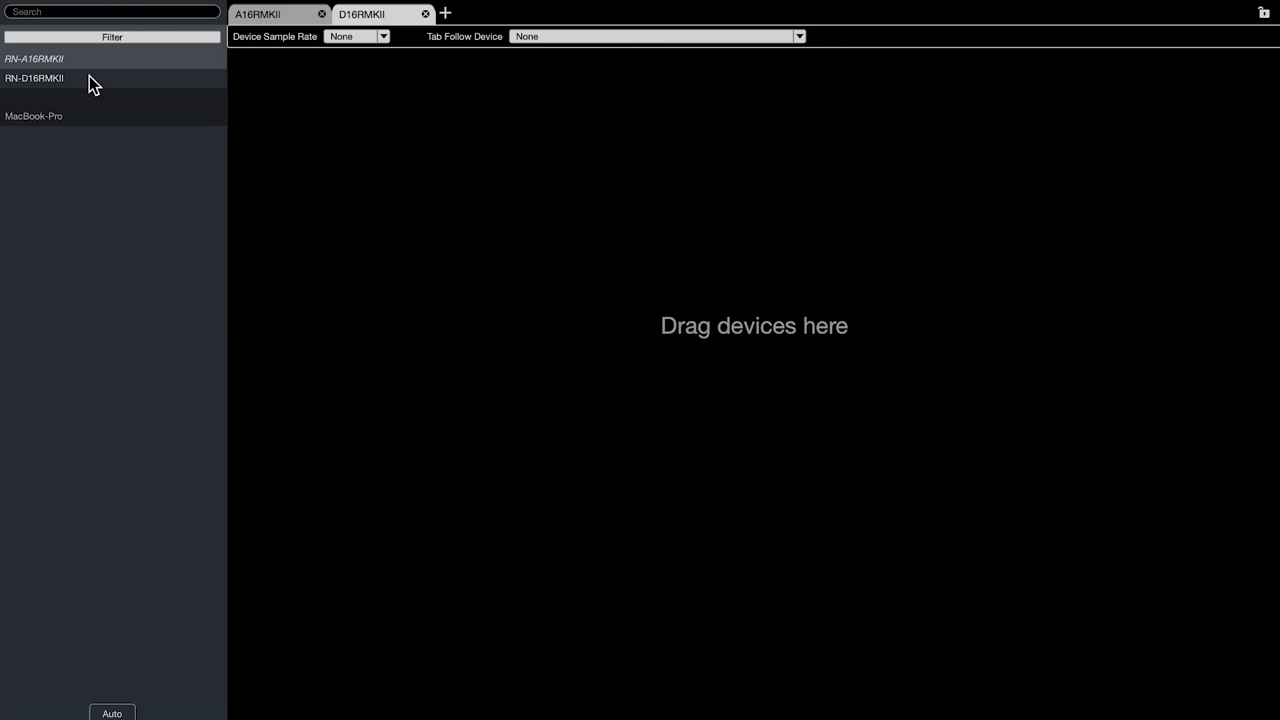 Search
Filter
RN-A16RMKII
RN-D16RMKII
MacBook-Pro
Auto
A16RMKII
D16RMKII
Device Sample Rate None Tab Follow Device None
Drag devices here